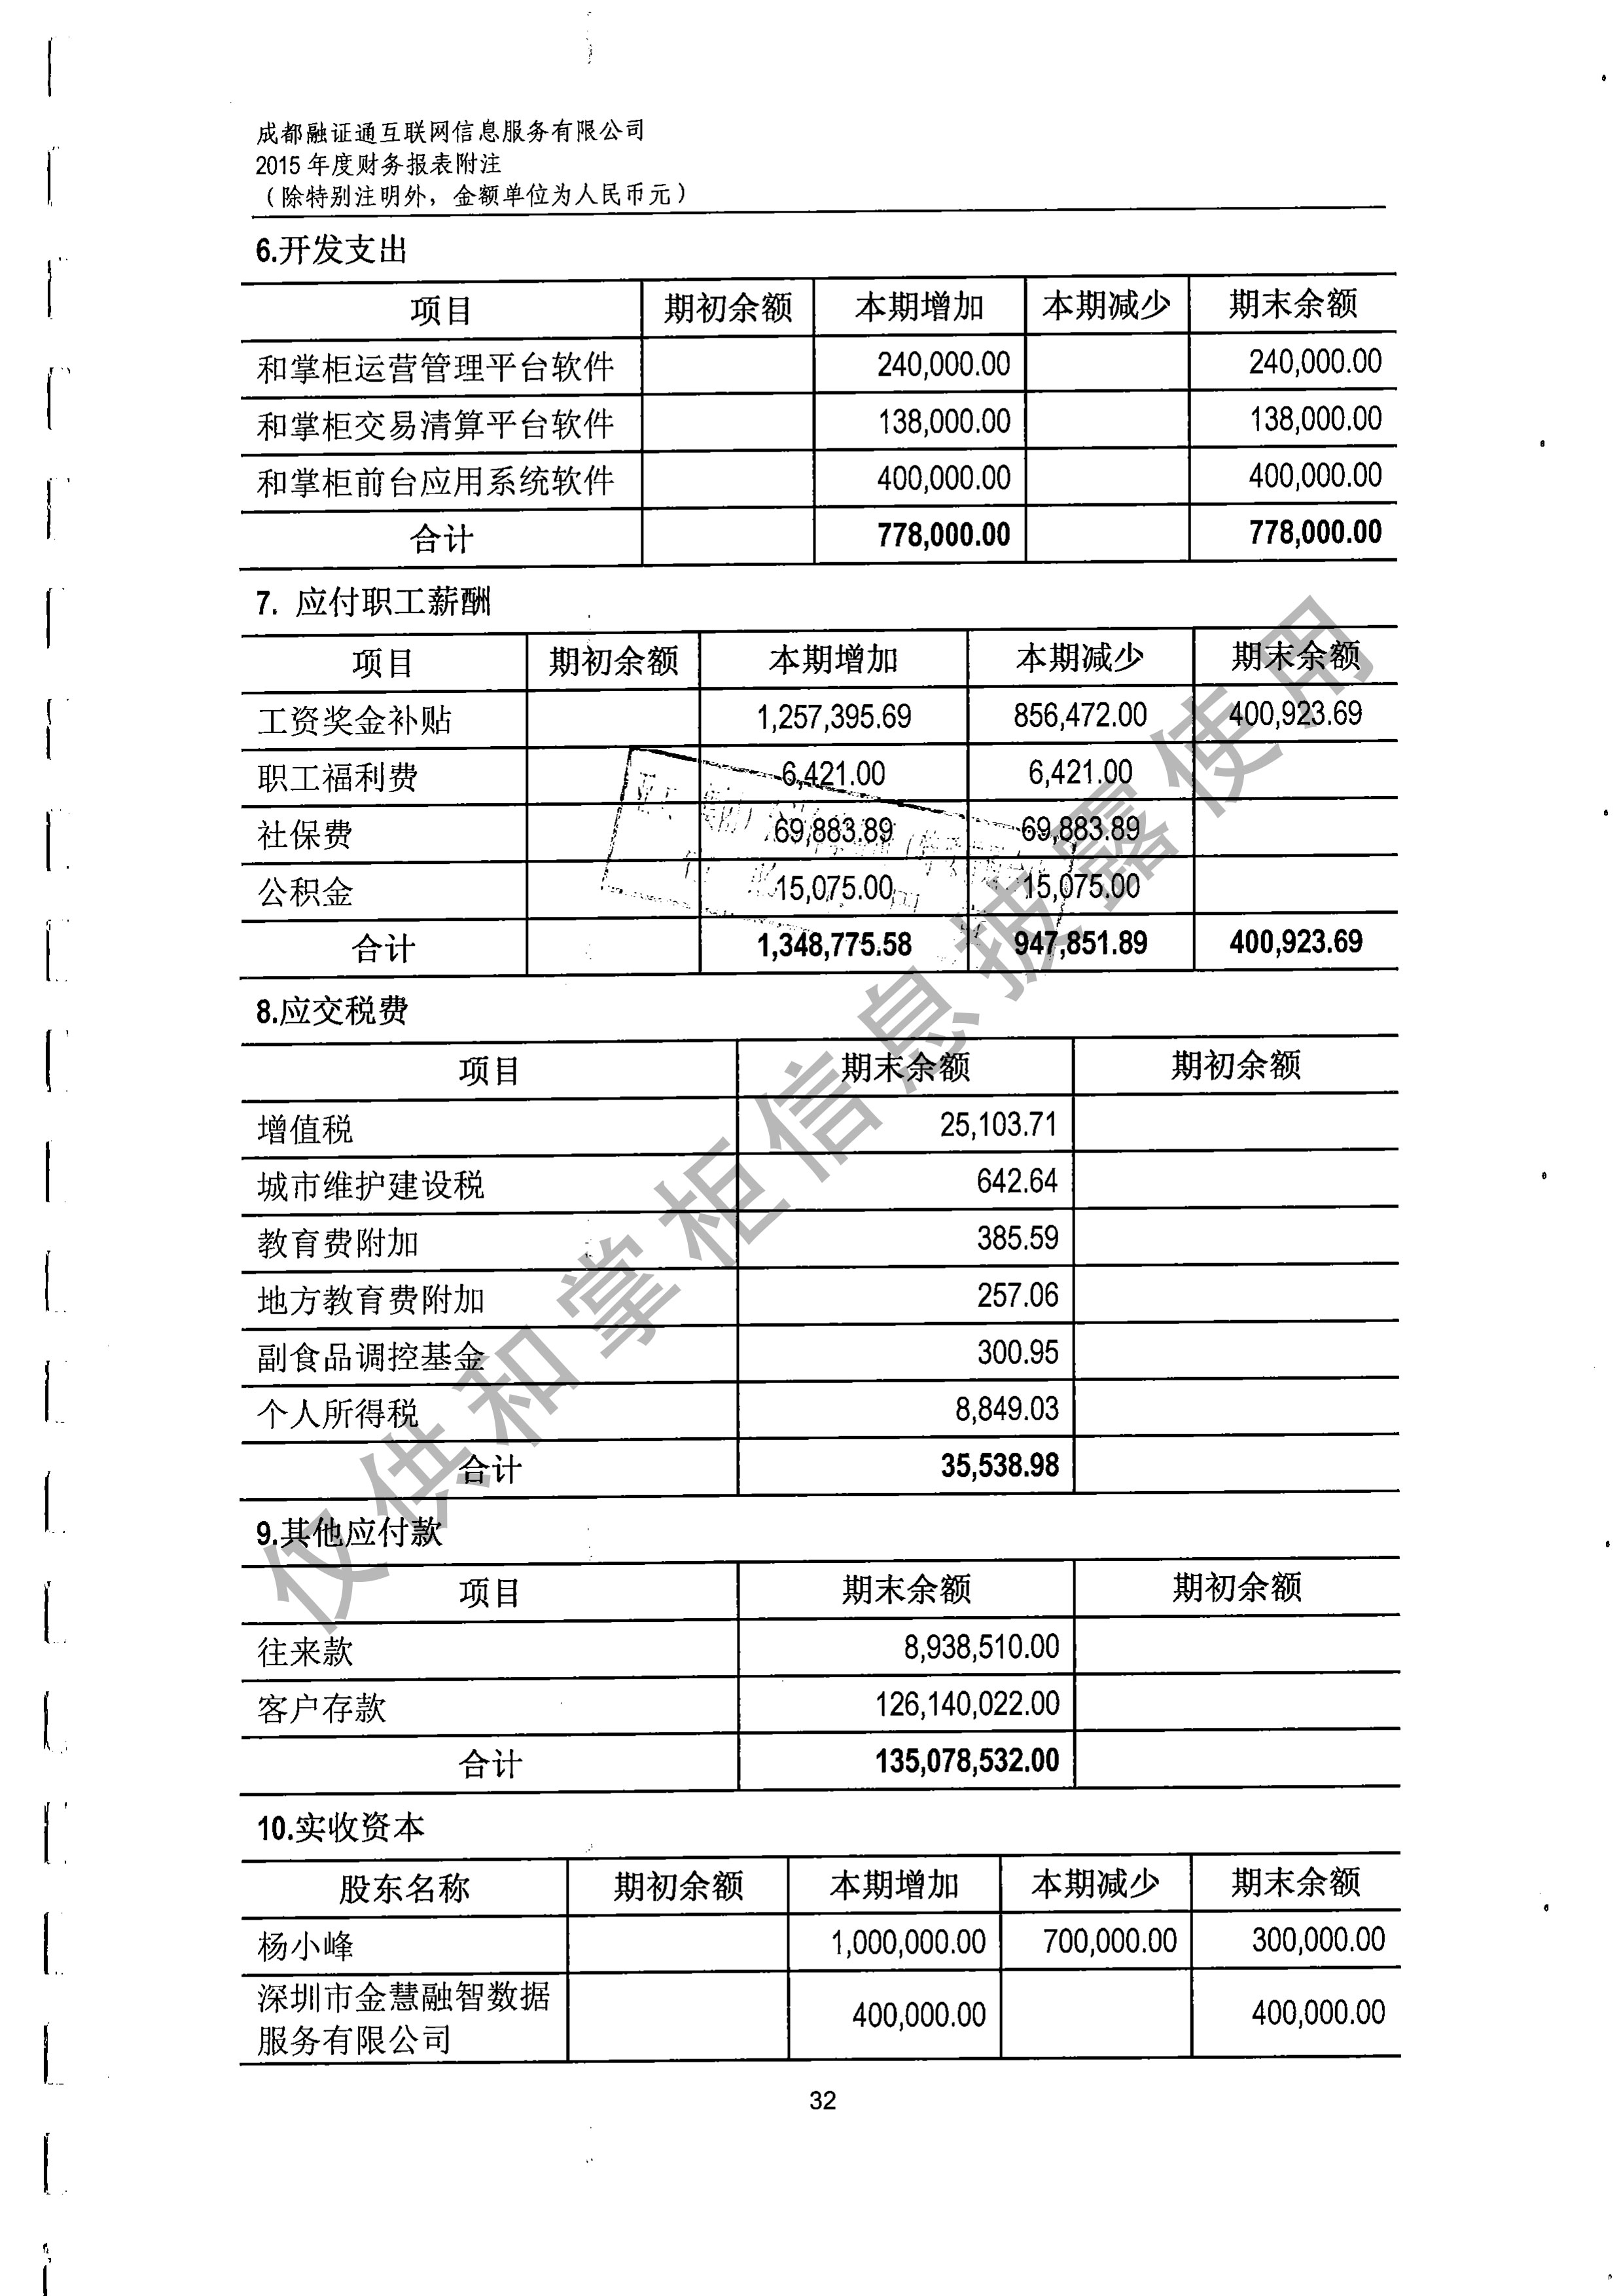 成都融证通互联网信息服务有限公司
2015 年度财务报表附注
（除特别注明外，金额单位为人民币元）
6.开发支出
项目 期初余额 本期增加 本期减少 期末余额
和掌柜运营管理平台软件 240,000.00 240,000.00
和掌柜交易清算平台软件 138,000.00 138,000.00
和掌柜前台应用系统软件 400,000.00 400,000.00
合计 778,000.00 778,000.00
7. 应付职工薪酬
项目 期初余额 本期增加 本期减少 期末余额
工资奖金补贴 1,257,395.69 856,472.00 400,923.69
职工福利费 6,421.00 6,421.00
社保费 69,883.89 69,883.89
公积金 15,075.00 15,075.00
合计 1,348,775.58 947,851.89 400,923.69
8.应交税费
项目 期末余额 期初余额
增值税 25,103.71
城市维护建设税 642.64
教育费附加 385.59
地方教育费附加 257.06
副食品调控基金 300.95
个人所得税 8,849.03
合计 35,538.98
9.其他应付款
项目 期末余额 期初余额
往来款 8,938,510.00
客户存款 126,140,022.00
合计 135,078,532.00
10.实收资本
股东名称 期初余额 本期增加 本期减少 期末余额
杨小峰 1,000,000.00 700,000.00 300,000.00
深圳市金慧融智数据
服务有限公司 400,000.00 400,000.00
32
仅供和掌柜信息披露使用